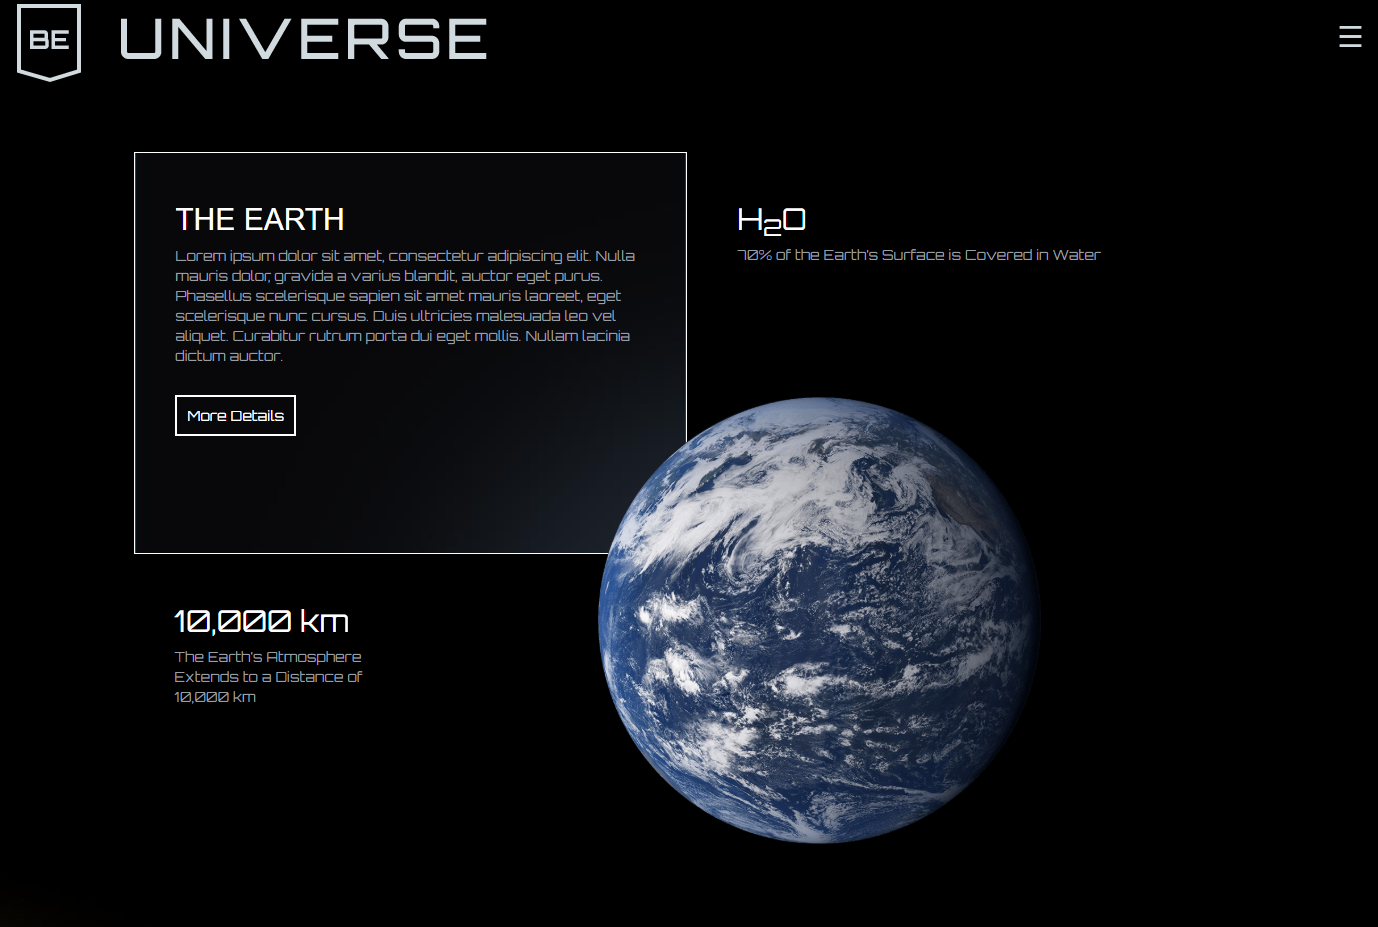 BE
UNIVERSE
☰
THE EARTH
Lorem ipsum dolor sit amet, consectetur adipiscing elit. Nulla
mauris dolor, gravida a varius blandit, auctor eget purus.
Phasellus scelerisque sapien sit amet mauris laoreet, eget
scelerisque nunc cursus. Duis ultricies malesuada leo vel
aliquet. Curabitur rutrum porta dui eget mollis. Nullam lacinia
dictum auctor.
More Details
H₂O
70% of the Earth's Surface is Covered in Water
10,000 km
The Earth's Atmosphere
Extends to a Distance of
10,000 km